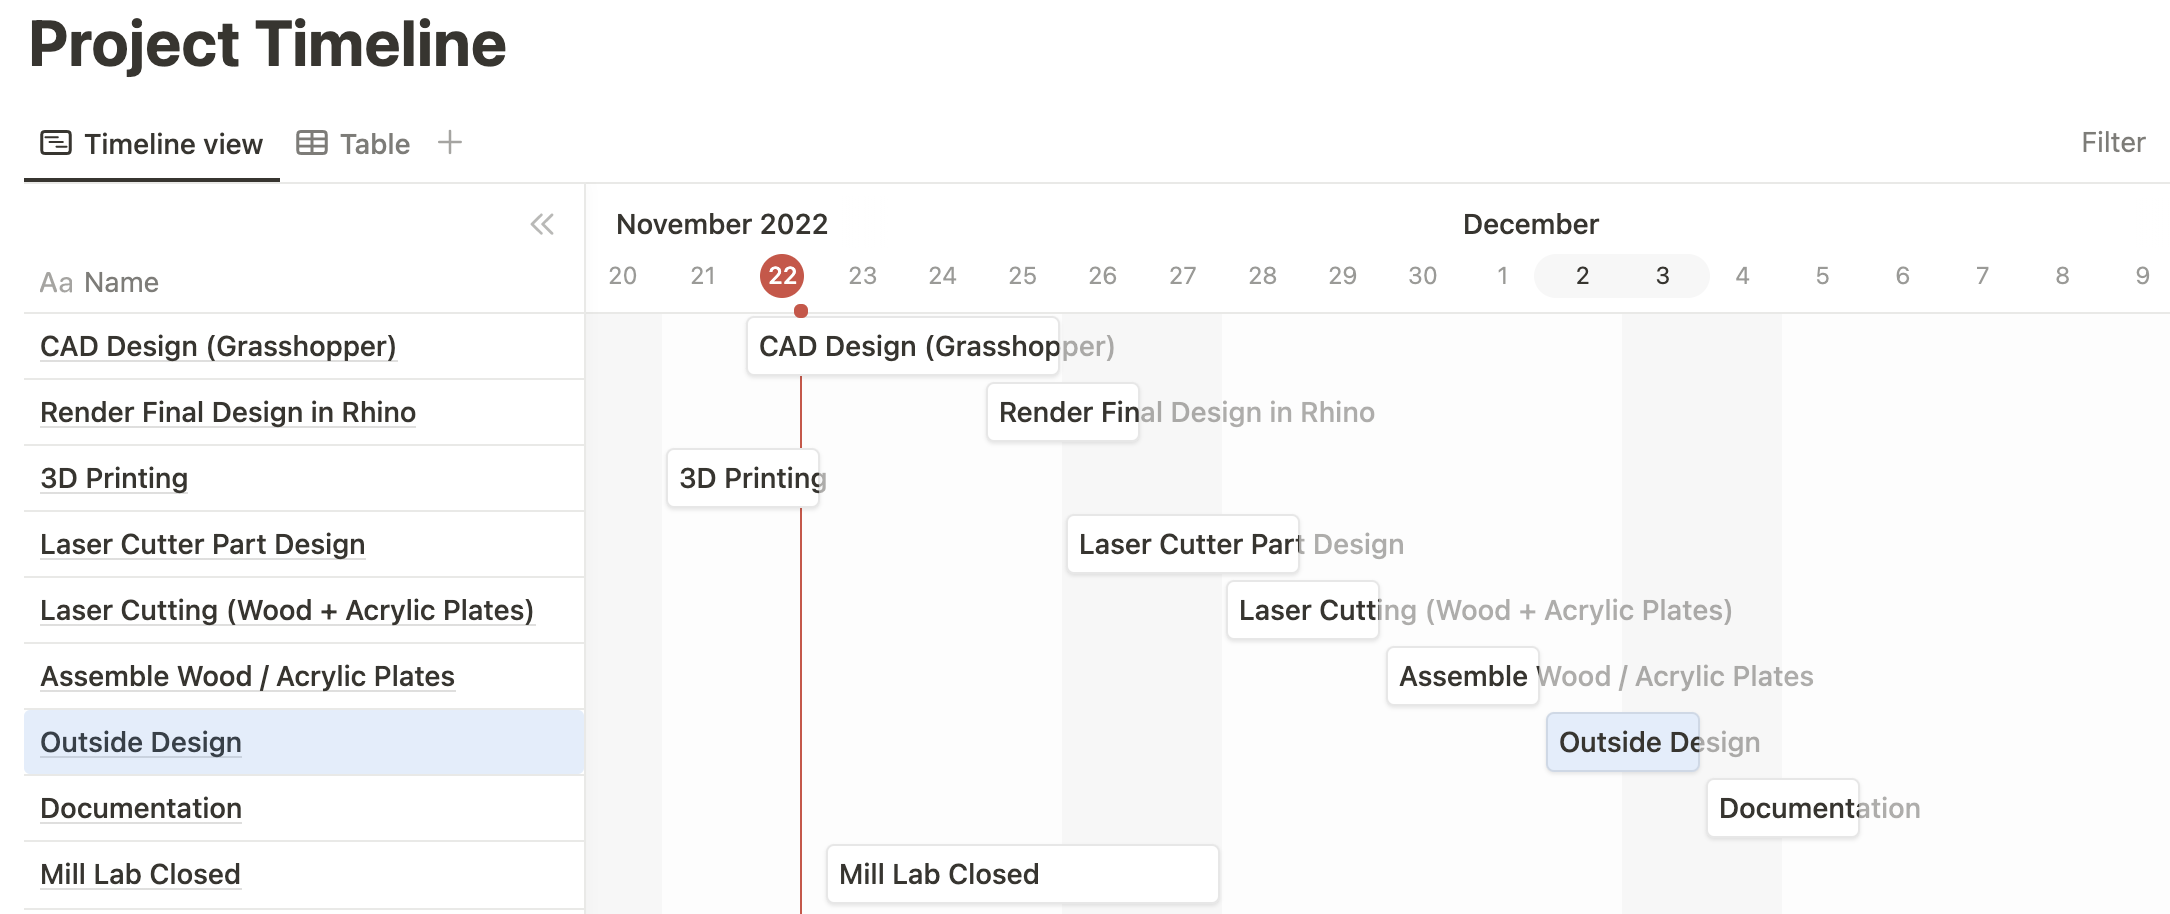 Project Timeline
Timeline view Table + Filter
November 2022 December
Aa Name 20 21 22 23 24 25 26 27 28 29 30 1 2 3 4 5 6 7 8 9
CAD Design (Grasshopper) CAD Design (Grasshopper)
Render Final Design in Rhino Render Final Design in Rhino
3D Printing 3D Printing
Laser Cutter Part Design Laser Cutter Part Design
Laser Cutting (Wood + Acrylic Plates) Laser Cutting (Wood + Acrylic Plates)
Assemble Wood / Acrylic Plates Assemble Wood / Acrylic Plates
Outside Design Outside Design
Documentation Documentation
Mill Lab Closed Mill Lab Closed